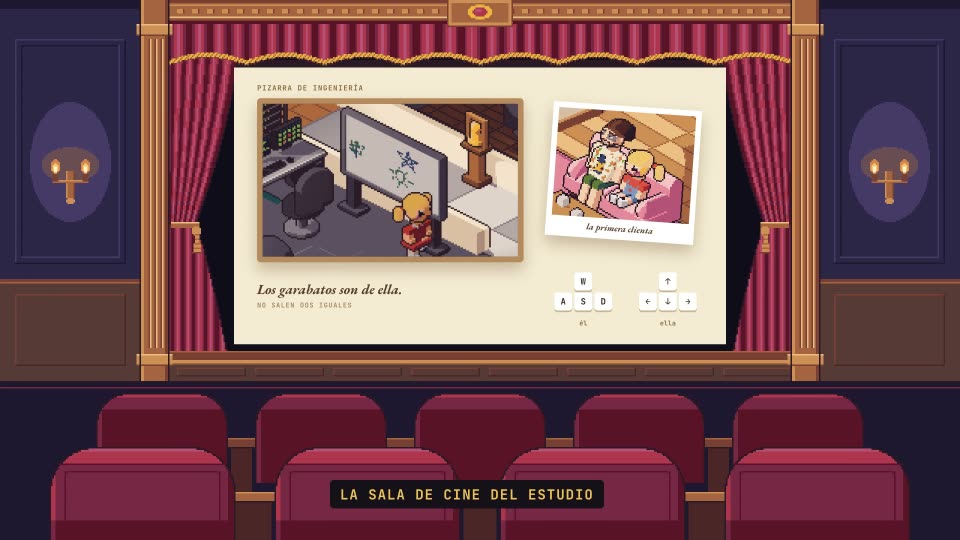 PIZARRA DE INGENIERÍA
la primera clienta
Los garabatos son de ella.
NO SALEN DOS IGUALES
W
A S D
él
↑
← ↓ →
ella
LA SALA DE CINE DEL ESTUDIO